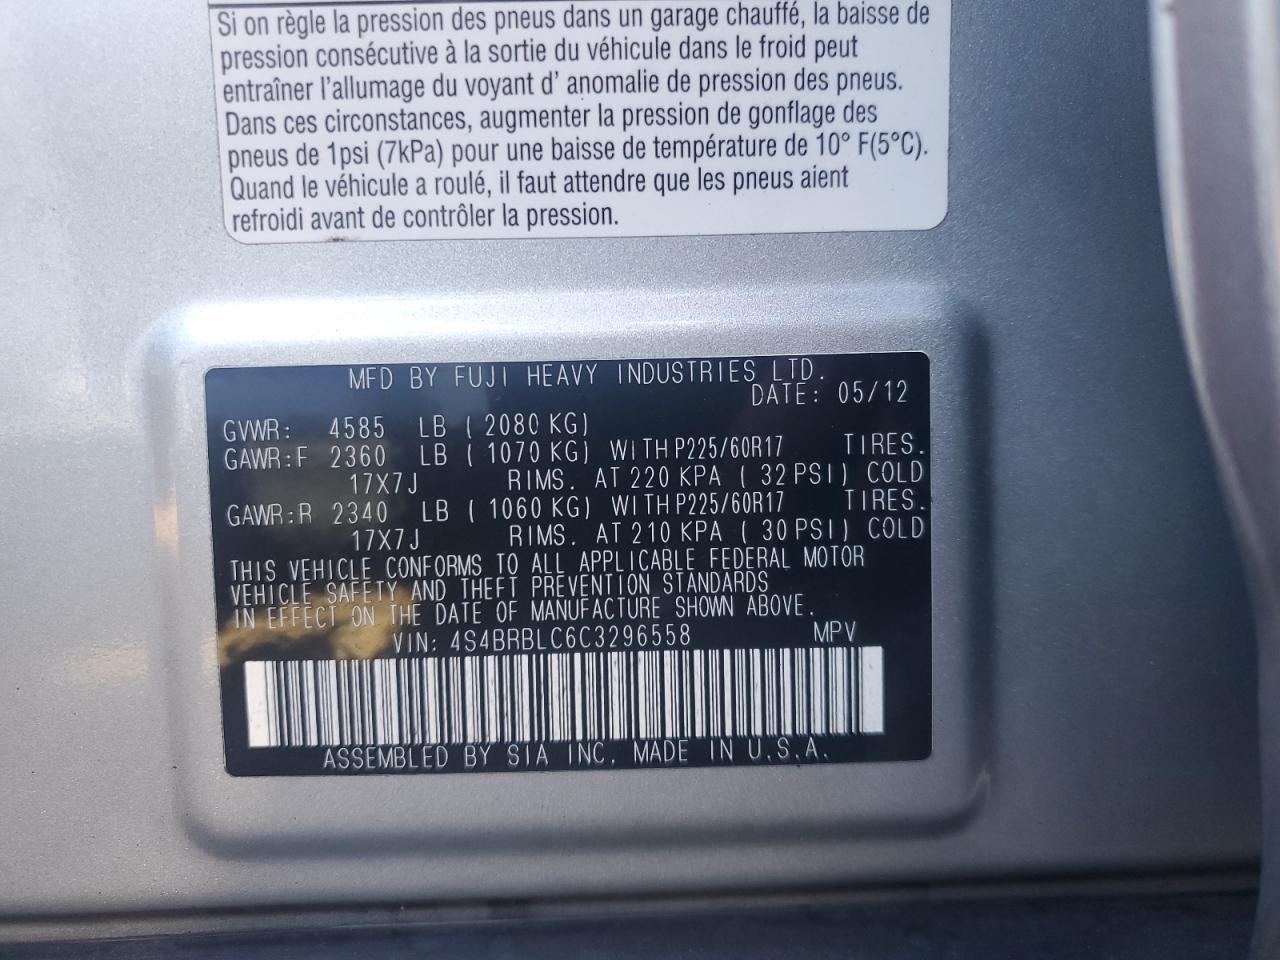 Si on règle la pression des pneus dans un garage chauffé, la baisse de
pression consécutive à la sortie du véhicule dans le froid peut
entraîner l'allumage du voyant d' anomalie de pression des pneus.
Dans ces circonstances, augmenter la pression de gonflage des
pneus de 1psi (7kPa) pour une baisse de température de 10° F(5°C).
Quand le véhicule a roulé, il faut attendre que les pneus aient
refroidi avant de contrôler la pression.
MFD BY FUJI HEAVY INDUSTRIES LTD.
DATE: 05/12
GVWR: 4585 LB ( 2080 KG)
GAWR:F 2360 LB ( 1070 KG) WITH P225/60R17 TIRES.
17X7J RIMS. AT 220 KPA ( 32 PSI) COLD
GAWR:R 2340 LB ( 1060 KG) WITH P225/60R17 TIRES.
17X7J RIMS. AT 210 KPA ( 30 PSI) COLD
THIS VEHICLE CONFORMS TO ALL APPLICABLE FEDERAL MOTOR
VEHICLE SAFETY AND THEFT PREVENTION STANDARDS
IN EFFECT ON THE DATE OF MANUFACTURE SHOWN ABOVE.
VIN: 4S4BRBLC6C3296558 MPV
ASSEMBLED BY SIA INC. MADE IN U.S.A.